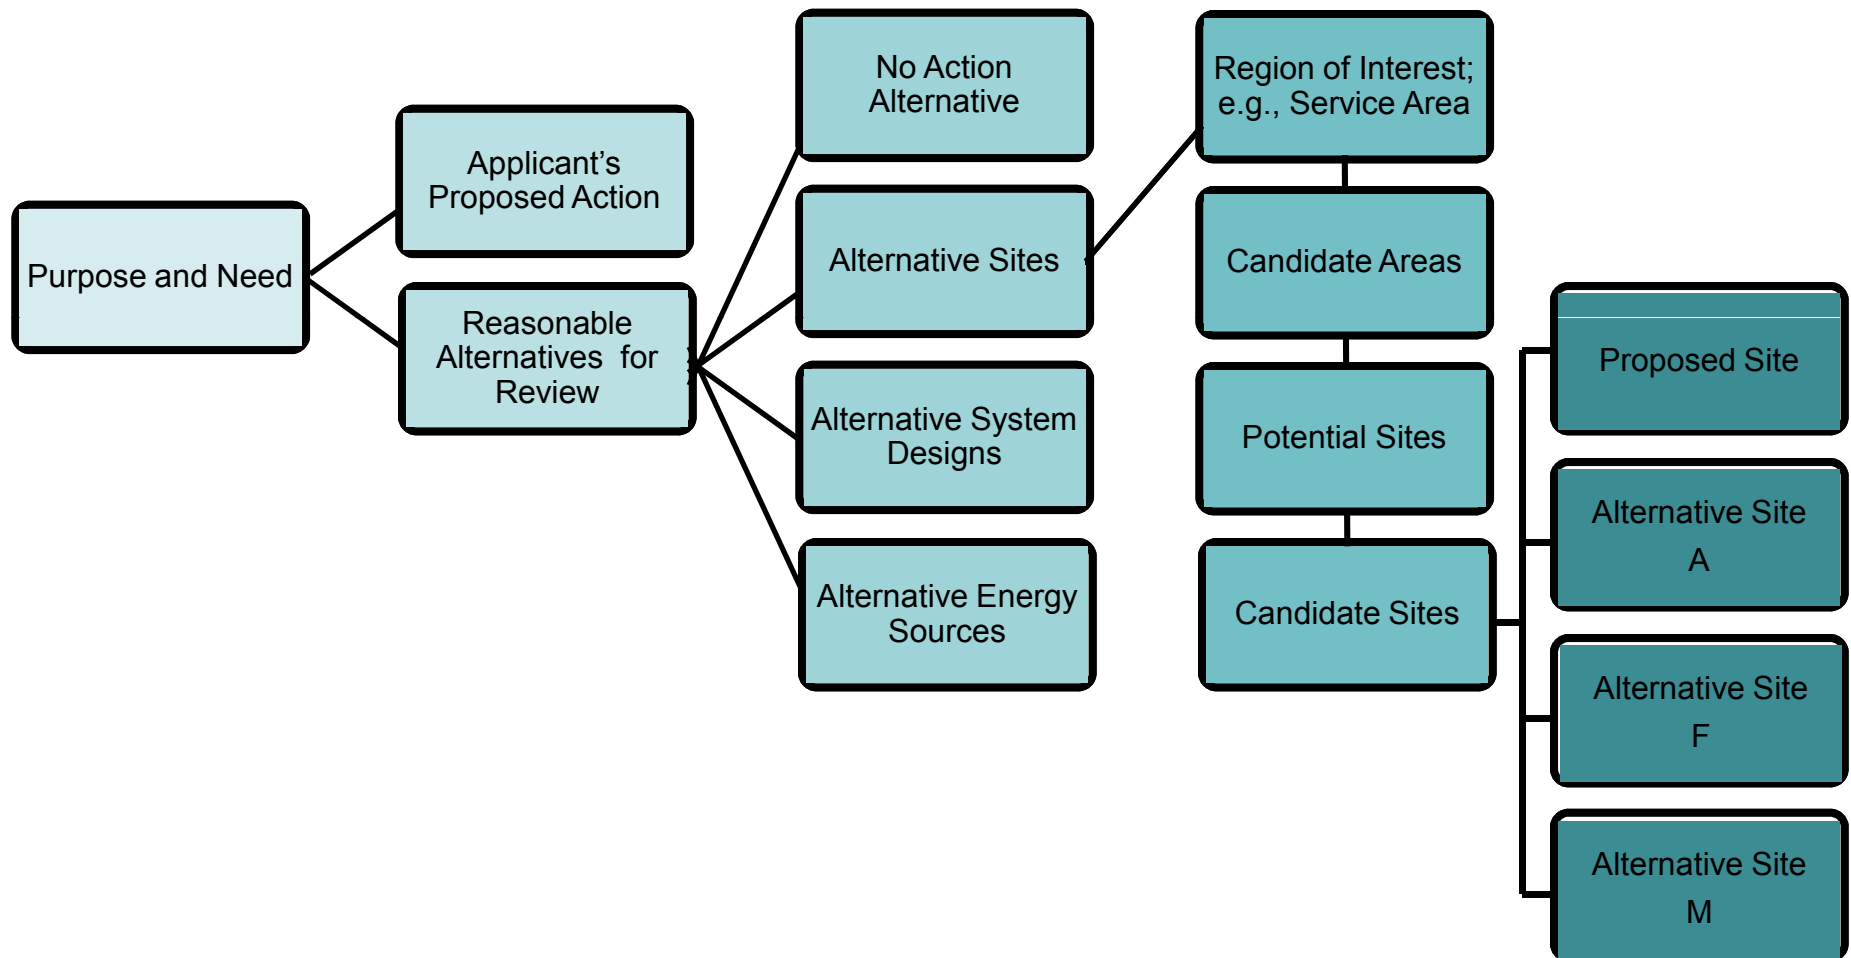 Purpose and Need
Applicant’s
Proposed Action
Reasonable
Alternatives for
Review
No Action
Alternative
Alternative Sites
Alternative System
Designs
Alternative Energy
Sources
Region of Interest;
e.g., Service Area
Candidate Areas
Potential Sites
Candidate Sites
Proposed Site
Alternative Site
A
Alternative Site
F
Alternative Site
M